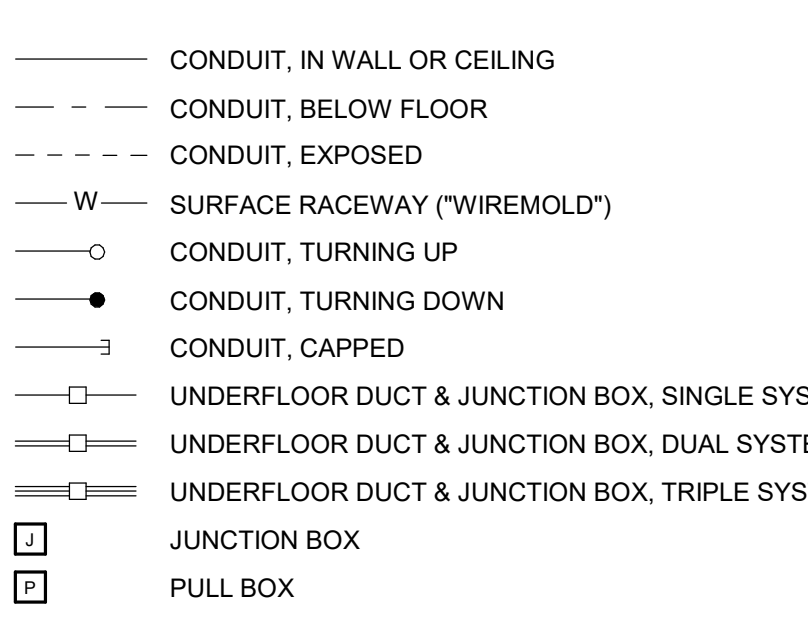 CONDUIT, IN WALL OR CEILING
CONDUIT, BELOW FLOOR
CONDUIT, EXPOSED
W SURFACE RACEWAY ("WIREMOLD")
CONDUIT, TURNING UP
CONDUIT, TURNING DOWN
CONDUIT, CAPPED
UNDERFLOOR DUCT & JUNCTION BOX, SINGLE SYS
UNDERFLOOR DUCT & JUNCTION BOX, DUAL SYSTE
UNDERFLOOR DUCT & JUNCTION BOX, TRIPLE SYS
J JUNCTION BOX
P PULL BOX